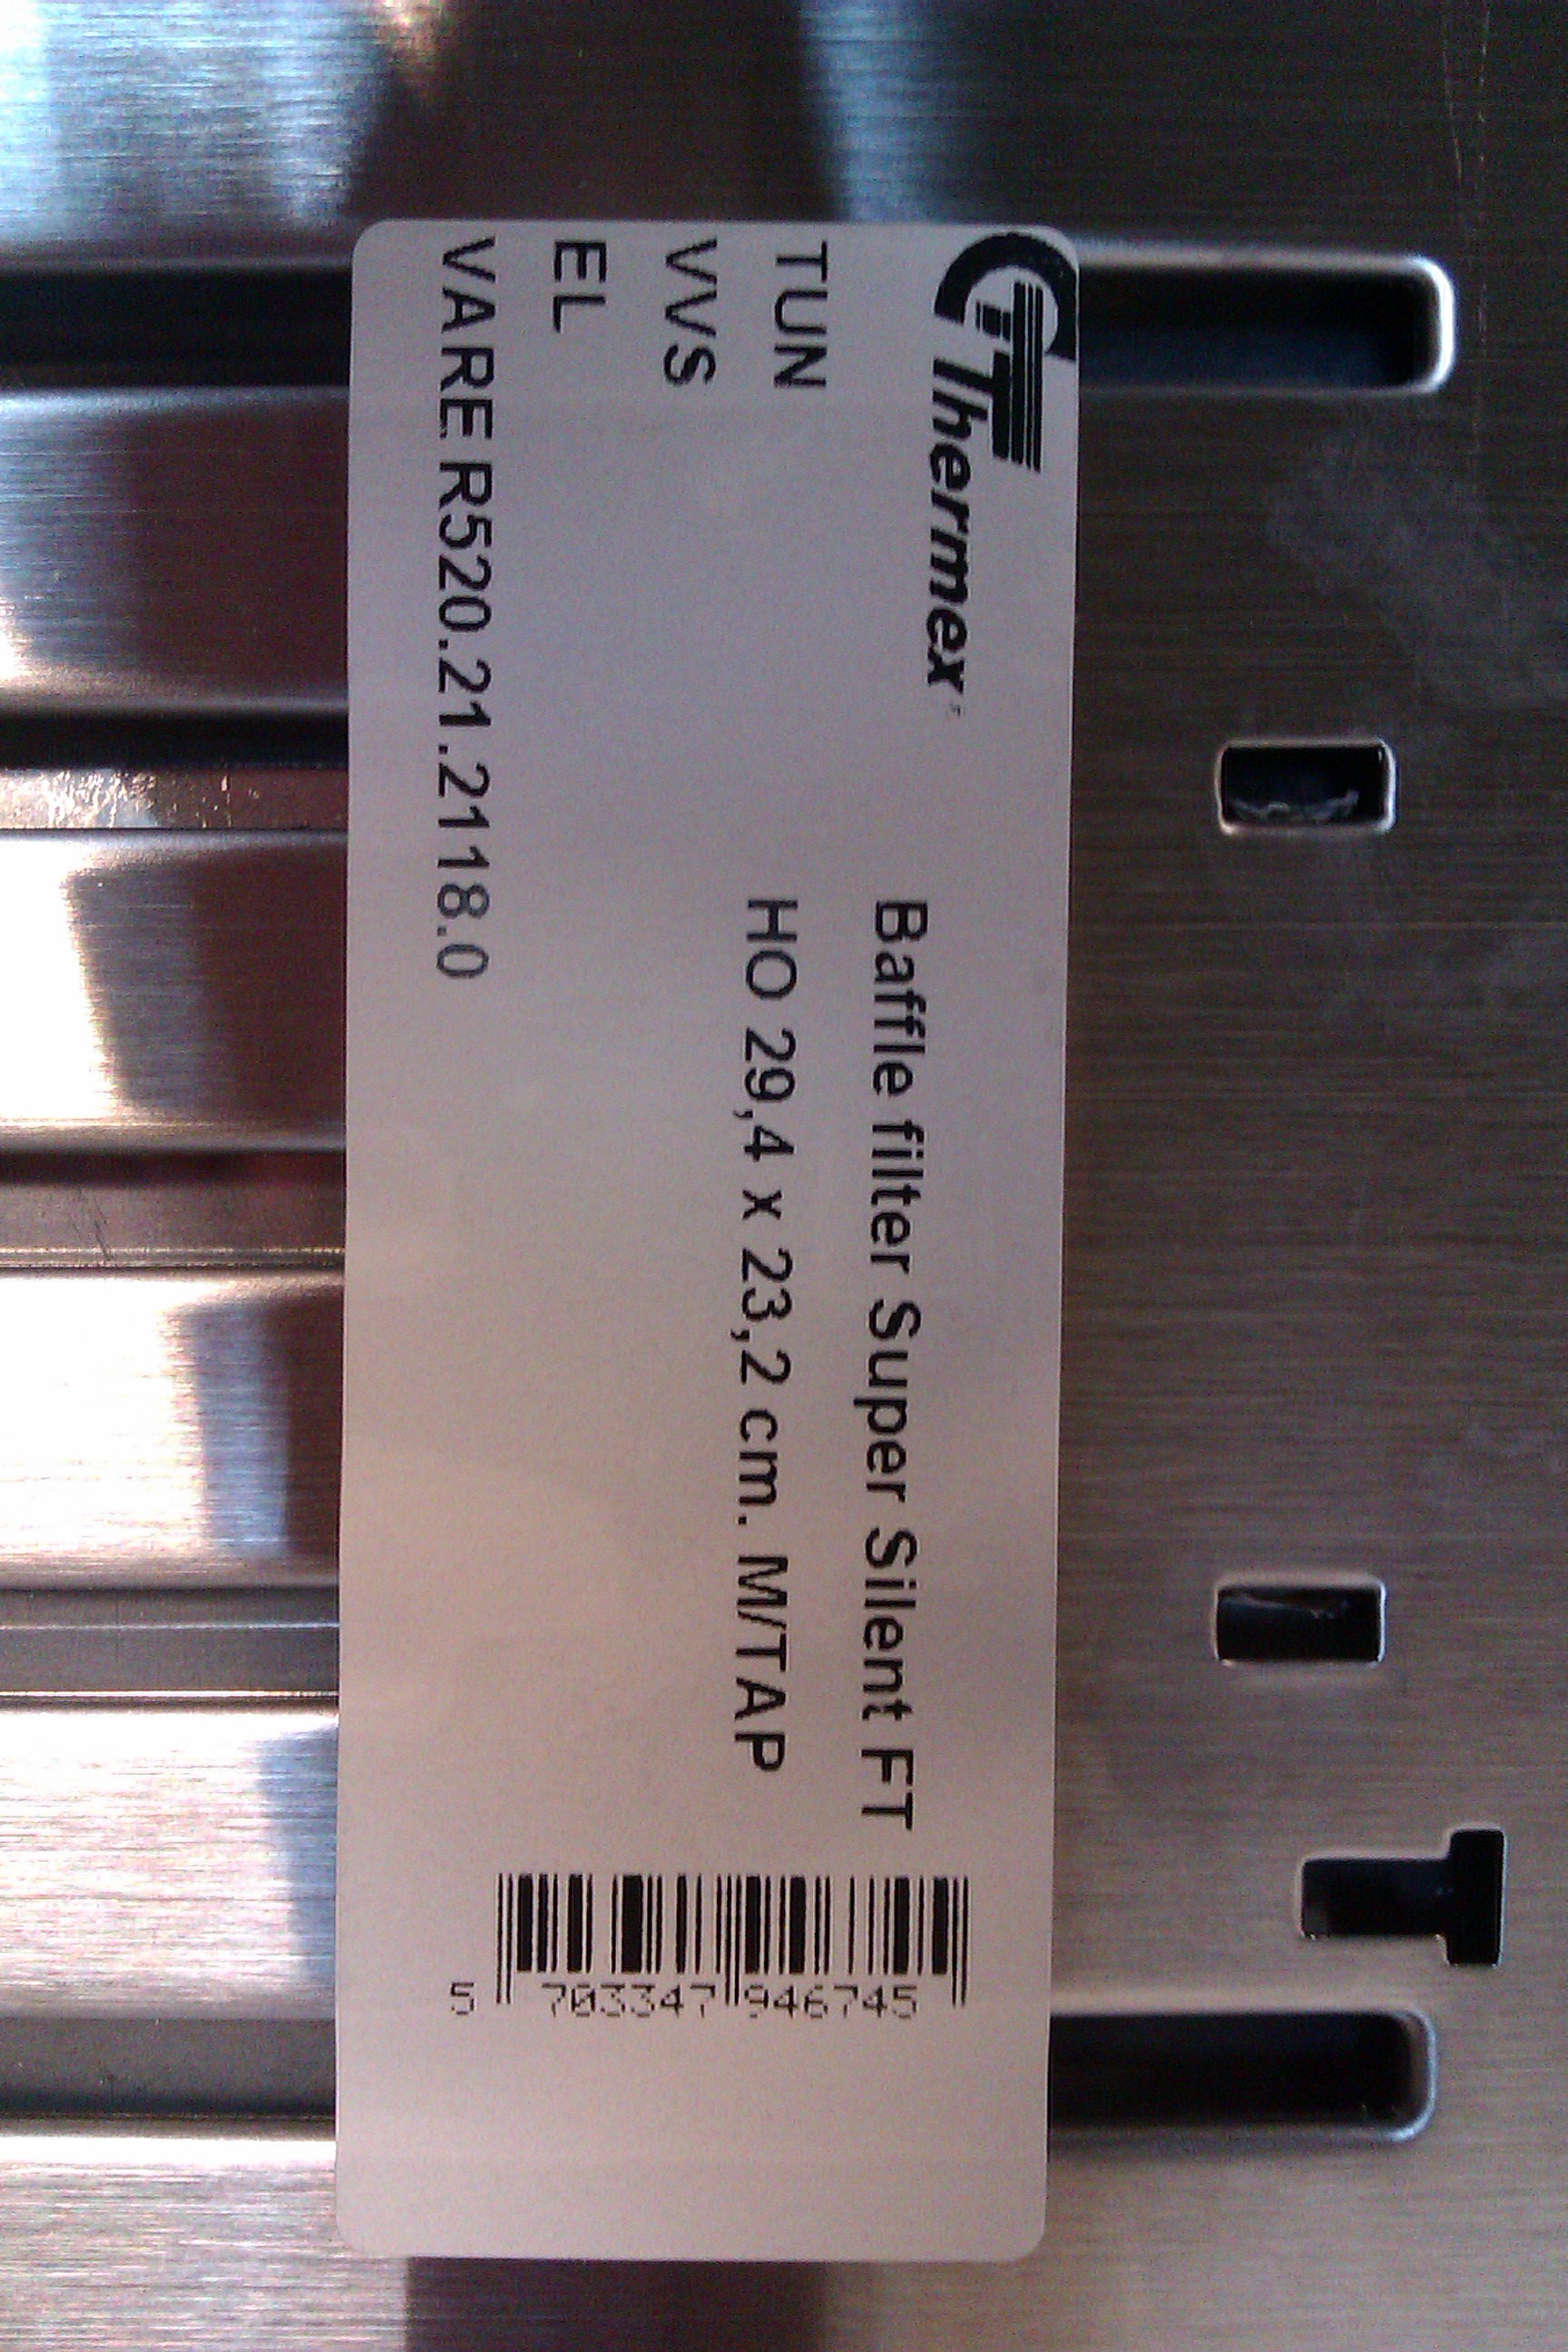 Thermex
Baffle filter Super Silent FT
TUN
HO 29,4 x 23,2 cm. M/TAP
VVS
EL
VARE R520.21.2118.0
5 703347 946745